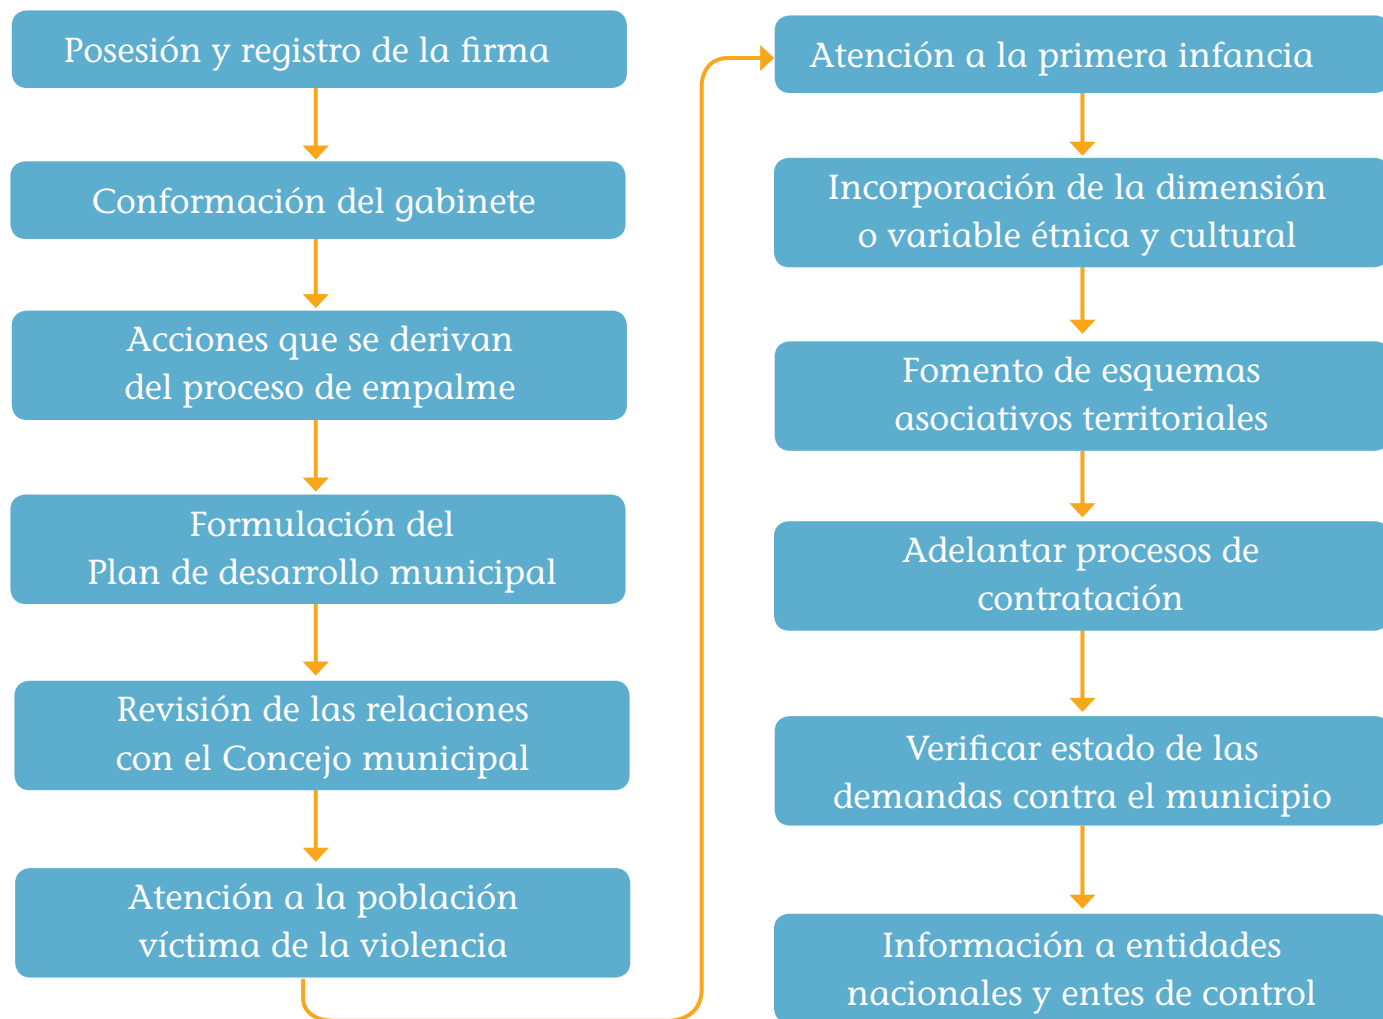 Posesión y registro de la firma
Conformación del gabinete
Acciones que se derivan
del proceso de empalme
Formulación del
Plan de desarrollo municipal
Revisión de las relaciones
con el Concejo municipal
Atención a la población
víctima de la violencia
Atención a la primera infancia
Incorporación de la dimensión
o variable étnica y cultural
Fomento de esquemas
asociativos territoriales
Adelantar procesos de
contratación
Verificar estado de las
demandas contra el municipio
Información a entidades
nacionales y entes de control